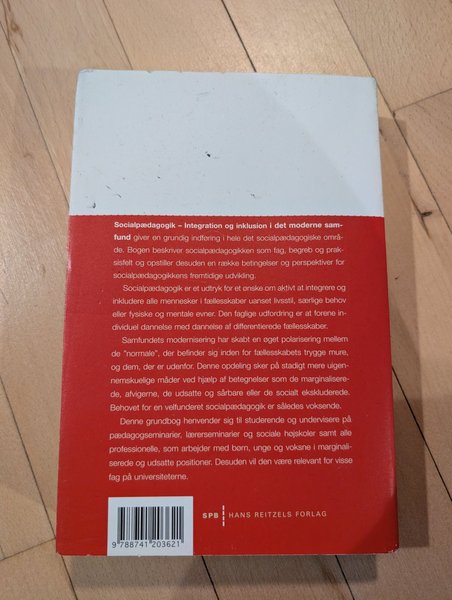 Socialpædagogik – Integration og inklusion i det moderne sam-
fund giver en grundig indføring i hele det socialpædagogiske områ-
de. Bogen beskriver socialpædagogikken som fag, begreb og prak-
sisfelt og opstiller desuden en række betingelser og perspektiver for
socialpædagogikkens fremtidige udvikling.
Socialpædagogik er et udtryk for et ønske om aktivt at integrere og
inkludere alle mennesker i fællesskaber uanset livsstil, særlige behov
eller fysiske og mentale evner. Den faglige udfordring er at forene in-
dividuel dannelse med dannelse af differentierede fællesskaber.
Samfundets modernisering har skabt en øget polarisering mellem
de "normale", der befinder sig inden for fællesskabets trygge mure,
og dem, der er udenfor. Denne opdeling sker på stadigt mere uig-
ennemskuelige måder ved hjælp af betegnelser som de marginalisere-
de, afvigerne, de udsatte og sårbare eller de socialt ekskluderede.
Behovet for en velfunderet socialpædagogik er således voksende.
Denne grundbog henvender sig til studerende og undervisere på
pædagogseminarier, lærerseminarier og sociale højskoler samt alle
professionelle, som arbejder med børn, unge og voksne i marginali-
serede og udsatte positioner. Desuden vil den være relevant for visse
fag på universiteterne.
SPB HANS REITZELS FORLAG
9 788741 203621